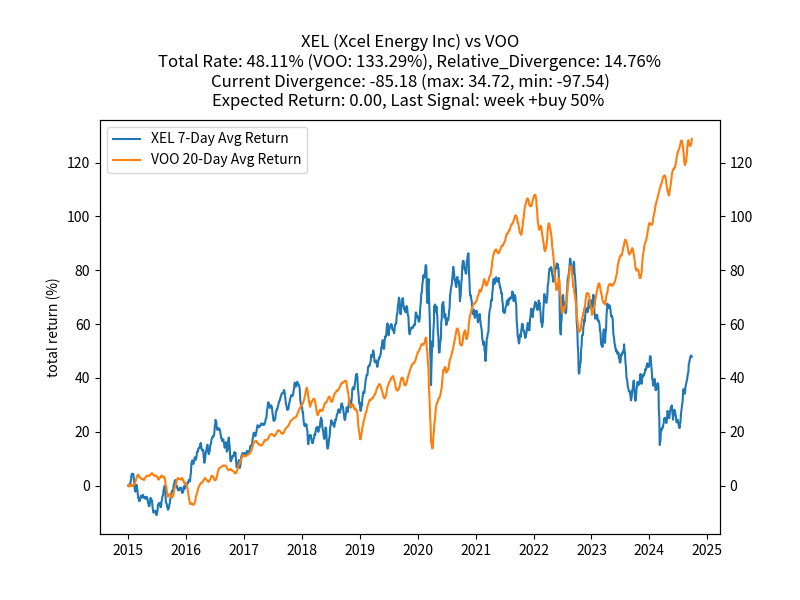 XEL (Xcel Energy Inc) vs VOO
Total Rate: 48.11% (VOO: 133.29%), Relative_Divergence: 14.76%
Current Divergence: -85.18 (max: 34.72, min: -97.54)
Expected Return: 0.00, Last Signal: week +buy 50%
XEL 7-Day Avg Return
VOO 20-Day Avg Return
total return (%)
120
100
80
60
40
20
0
120
100
80
60
40
20
0
2015 2016 2017 2018 2019 2020 2021 2022 2023 2024 2025